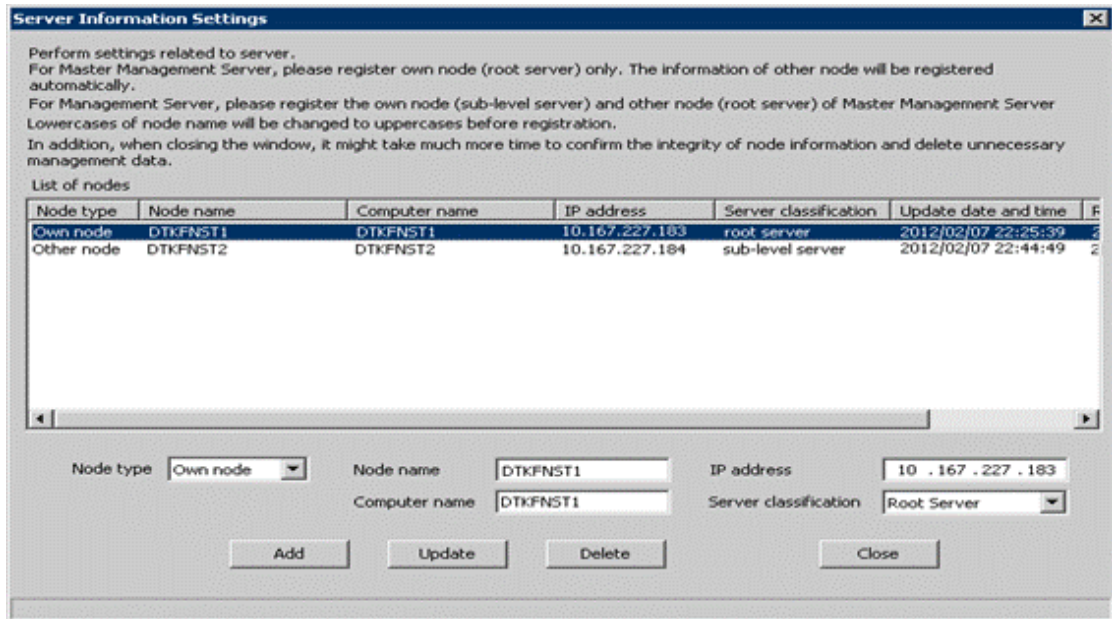 Server Information Settings
Perform settings related to server.
For Master Management Server, please register own node (root server) only. The information of other node will be registered
automatically.
For Management Server, please register the own node (sub-level server) and other node (root server) of Master Management Server
Lowercases of node name will be changed to uppercases before registration.
In addition, when closing the window, it might take much more time to confirm the integrity of node information and delete unnecessary
management data.
List of nodes
Node type Node name Computer name IP address Server classification Update date and time
Own node DTKFNST1 DTKFNST1 10.167.227.183 root server 2012/02/07 22:25:39 2
Other node DTKFNST2 DTKFNST2 10.167.227.184 sub-level server 2012/02/07 22:44:49 2
Node type Own node Node name DTKFNST1 IP address 10 . 167 . 227 . 183
Computer name DTKFNST1 Server classification Root Server
Add Update Delete Close